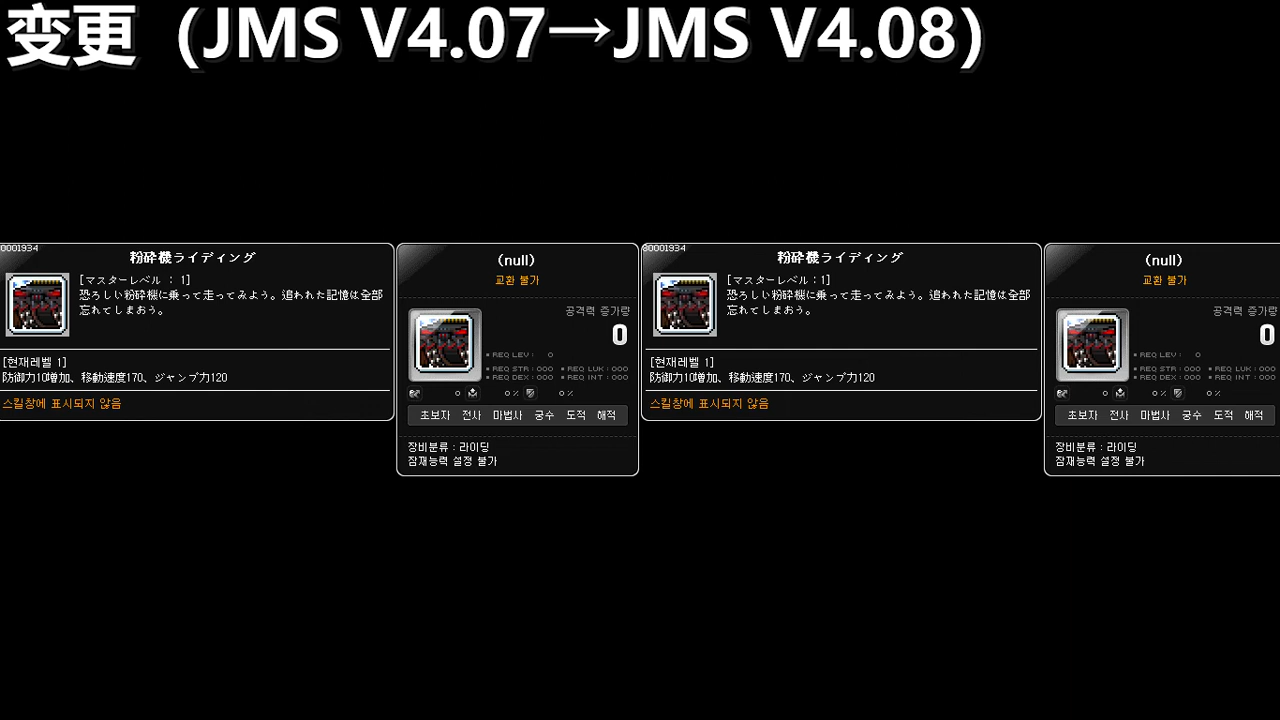 变更（JMS V4.07→JMS V4.08）
0001934
粉砕機ライディング
[マスターレベル : 1]
恐ろしい粉砕機に乗って走ってみよう。追われた記憶は全部
忘れてしまおう。
[현재레벨 1]
防御力10増加、移動速度170、ジャンプ力120
스킬창에 표시되지 않음
(null)
교환 불가
공격력 증가량
0
REQ LEV : 0
REQ STR : 000 REQ LUK : 000
REQ DEX : 000 REQ INT : 000
0 0 % 0 %
초보자 전사 마법사 궁수 도적 해적
장비분류 : 라이딩
잠재능력 설정 불가
80001934
粉砕機ライディング
[マスターレベル：1]
恐ろしい粉砕機に乗って走ってみよう。追われた記憶は全部
忘れてしまおう。
[현재레벨 1]
防御力10増加、移動速度170、ジャンプ力120
스킬창에 표시되지 않음
(null)
교환 불가
공격력 증가량
0
REQ LEV : 0
REQ STR : 000 REQ LUK : 000
REQ DEX : 000 REQ INT : 000
0 0 % 0 %
초보자 전사 마법사 궁수 도적 해적
장비분류 : 라이딩
잠재능력 설정 불가